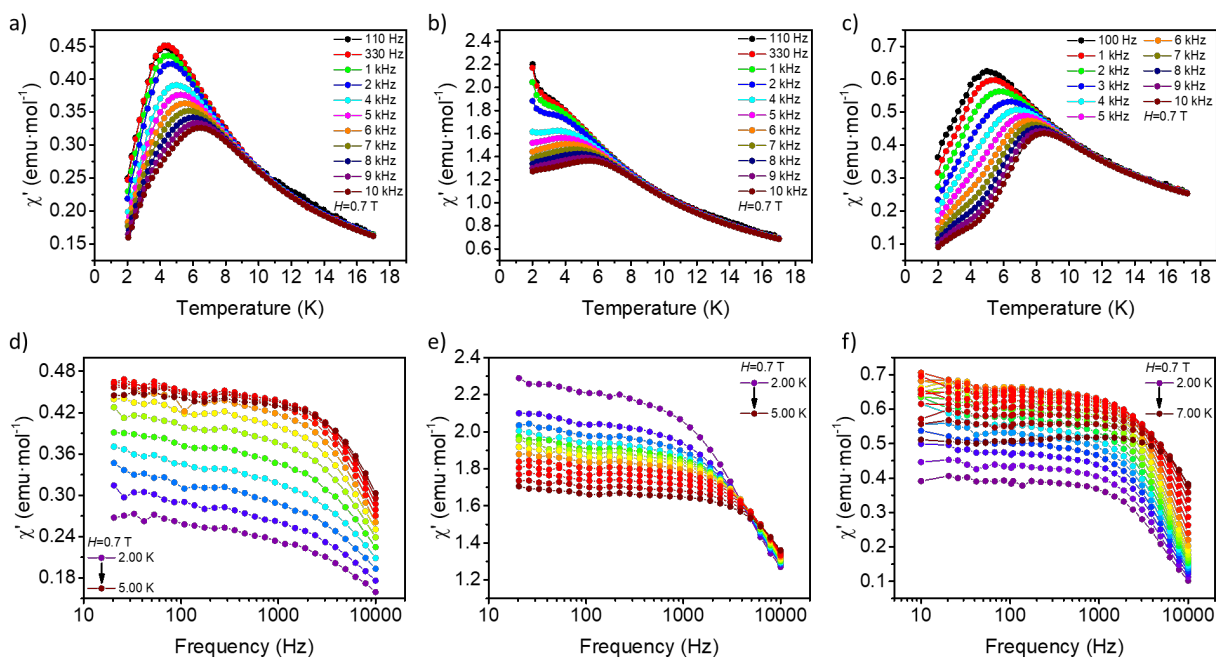 a)
χ' (emu·mol⁻¹)
0.45
0.40
0.35
0.30
0.25
0.20
0.15
0 2 4 6 8 10 12 14 16 18
Temperature (K)
110 Hz
330 Hz
1 kHz
2 kHz
4 kHz
5 kHz
6 kHz
7 kHz
8 kHz
9 kHz
10 kHz
H=0.7 T
b)
χ' (emu·mol⁻¹)
2.4
2.2
2.0
1.8
1.6
1.4
1.2
1.0
0.8
0.6
0 2 4 6 8 10 12 14 16 18
Temperature (K)
110 Hz
330 Hz
1 kHz
2 kHz
4 kHz
5 kHz
6 kHz
7 kHz
8 kHz
9 kHz
10 kHz
H=0.7 T
c)
χ' (emu·mol⁻¹)
0.7
0.6
0.5
0.4
0.3
0.2
0.1
0 2 4 6 8 10 12 14 16 18
Temperature (K)
100 Hz
1 kHz
2 kHz
3 kHz
4 kHz
5 kHz
6 kHz
7 kHz
8 kHz
9 kHz
10 kHz
H=0.7 T
d)
χ' (emu·mol⁻¹)
0.48
0.42
0.36
0.30
0.24
0.18
10 100 1000 10000
Frequency (Hz)
H=0.7 T
2.00 K
5.00 K
e)
χ' (emu·mol⁻¹)
2.4
2.2
2.0
1.8
1.6
1.4
1.2
1.1
10 100 1000 10000
Frequency (Hz)
H=0.7 T
2.00 K
5.00 K
f)
χ' (emu·mol⁻¹)
0.7
0.6
0.5
0.4
0.3
0.2
0.1
10 100 1000 10000
Frequency (Hz)
H=0.7 T
2.00 K
7.00 K